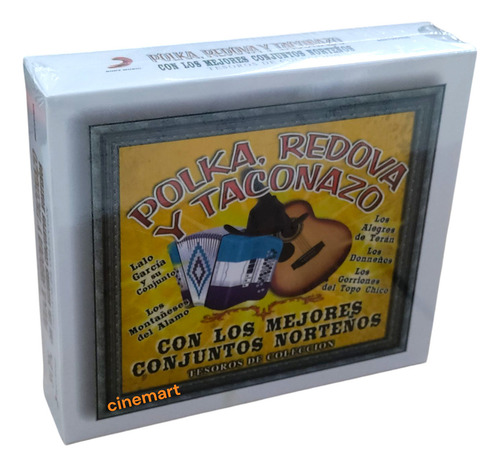 POLKA, REDOVA Y TACONAZO
CON LOS MEJORES CONJUNTOS NORTEÑOS
POLKA, REDOVA
Y TACONAZO
Lalo
García
y su
Conjunto
Los
Montañeses
del Alamo
Los
Alegres
de Terán
Los
Donneños
Los
Gorriones
del Topo Chico
CON LOS MEJORES
CONJUNTOS NORTEÑOS
TESOROS DE COLECCION
cinemart